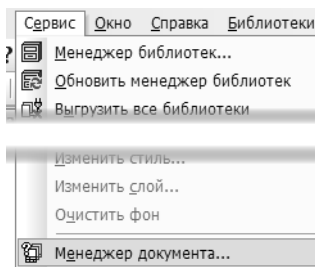 Сервис Окно Справка Библиотеки
?
Менеджер библиотек...
Обновить менеджер библиотек
Выгрузить все библиотеки
Изменить стиль...
Изменить слой...
Очистить фон
Менеджер документа...